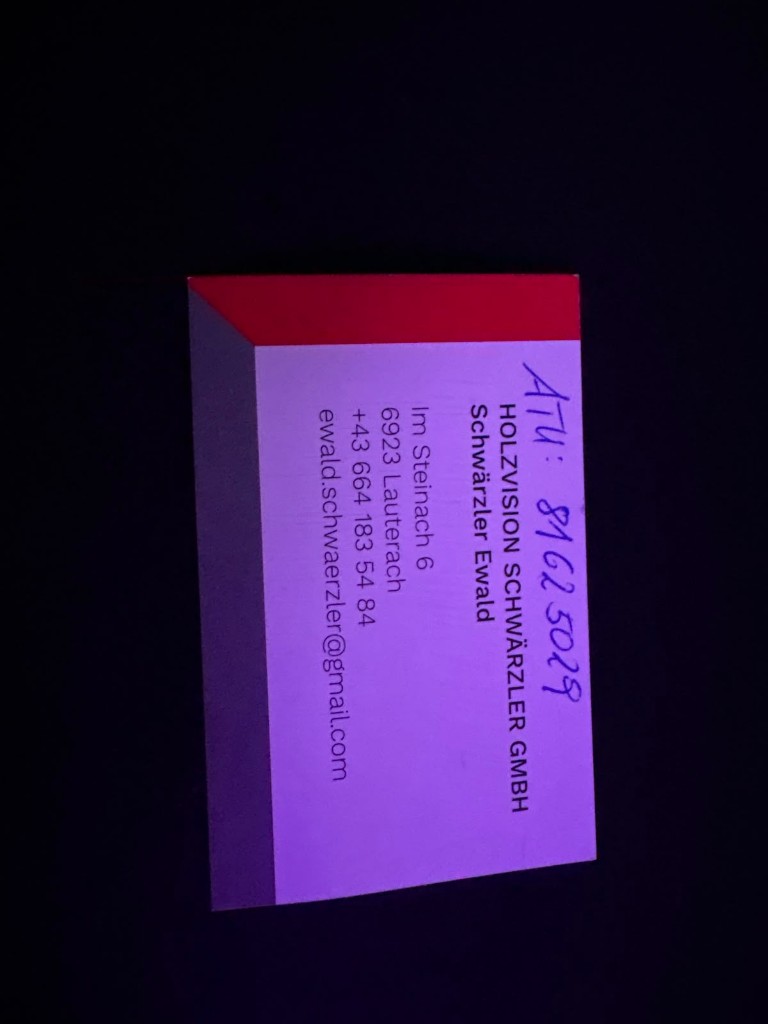 ATU: 81625029
HOLZVISION SCHWÄRZLER GMBH
Schwärzler Ewald
Im Steinach 6
6923 Lauterach
+43 664 183 54 84
ewald.schwaerzler@gmail.com